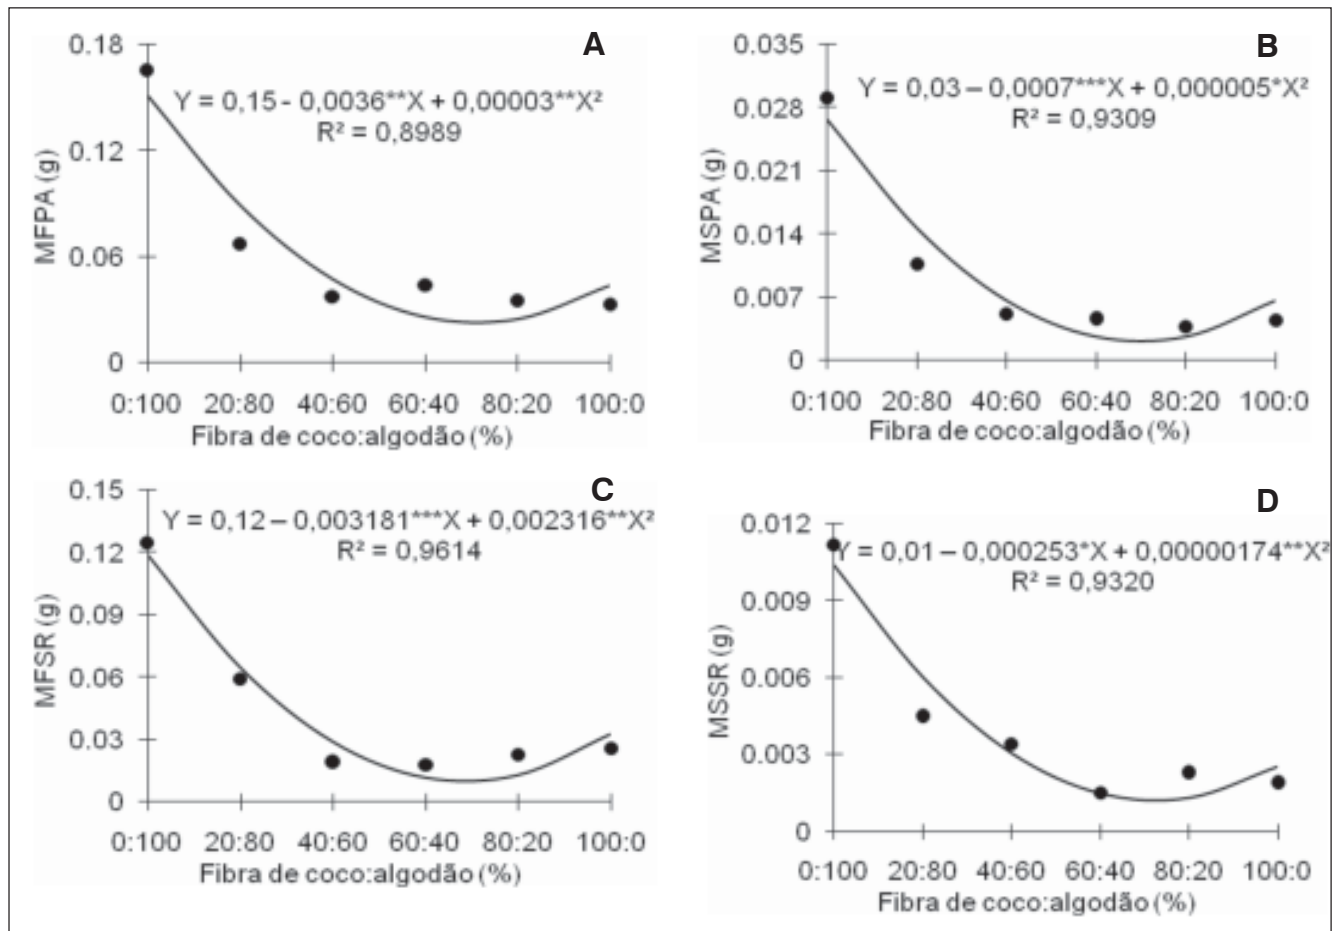 A
0.18
Y = 0,15 - 0,0036**X + 0,00003**X²
R² = 0,8989
0.12
MFPA (g)
0.06
0
0:100 20:80 40:60 60:40 80:20 100:0
Fibra de coco:algodão (%)
B
0.035
Y = 0,03 – 0,0007***X + 0,000005*X²
0.028
R² = 0,9309
0.021
MSPA (g)
0.014
0.007
0
0:100 20:80 40:60 60:40 80:20 100:0
Fibra de coco:algodão (%)
C
0.15
Y = 0,12 – 0,003181***X + 0,002316**X²
R² = 0,9614
0.12
0.09
MFSR (g)
0.06
0.03
0
0:100 20:80 40:60 60:40 80:20 100:0
Fibra de coco:algodão (%)
D
0.012
Y = 0,01 – 0,000253*X + 0,00000174**X²
R² = 0,9320
0.009
MSSR (g)
0.006
0.003
0
0:100 20:80 40:60 60:40 80:20 100:0
Fibra de coco:algodão (%)